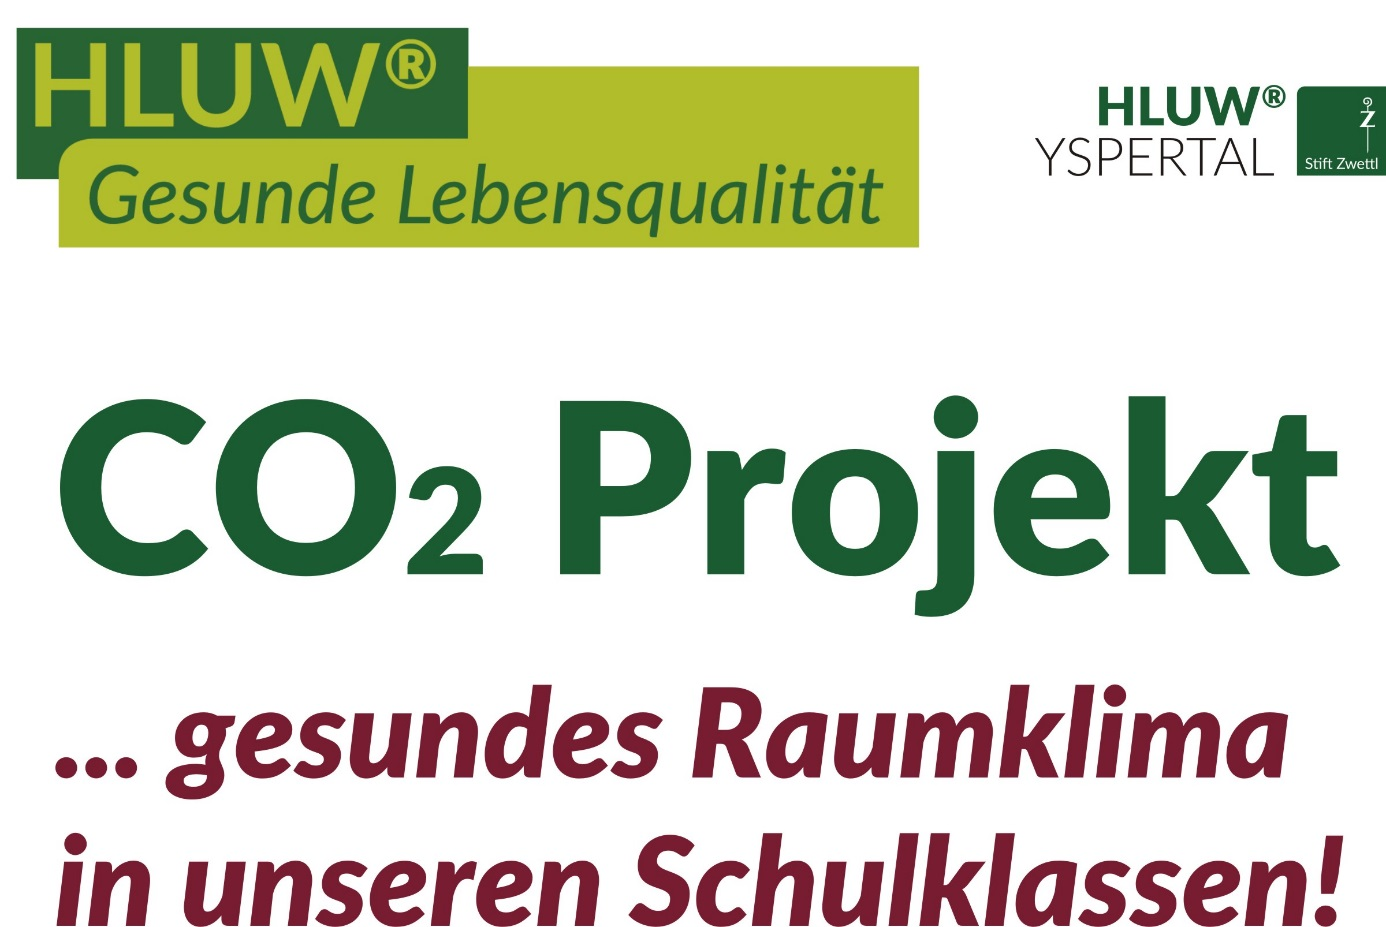 HLUW®
Gesunde Lebensqualität
HLUW®
YSPERTAL
Stift Zwettl
CO₂ Projekt
... gesundes Raumklima
in unseren Schulklassen!